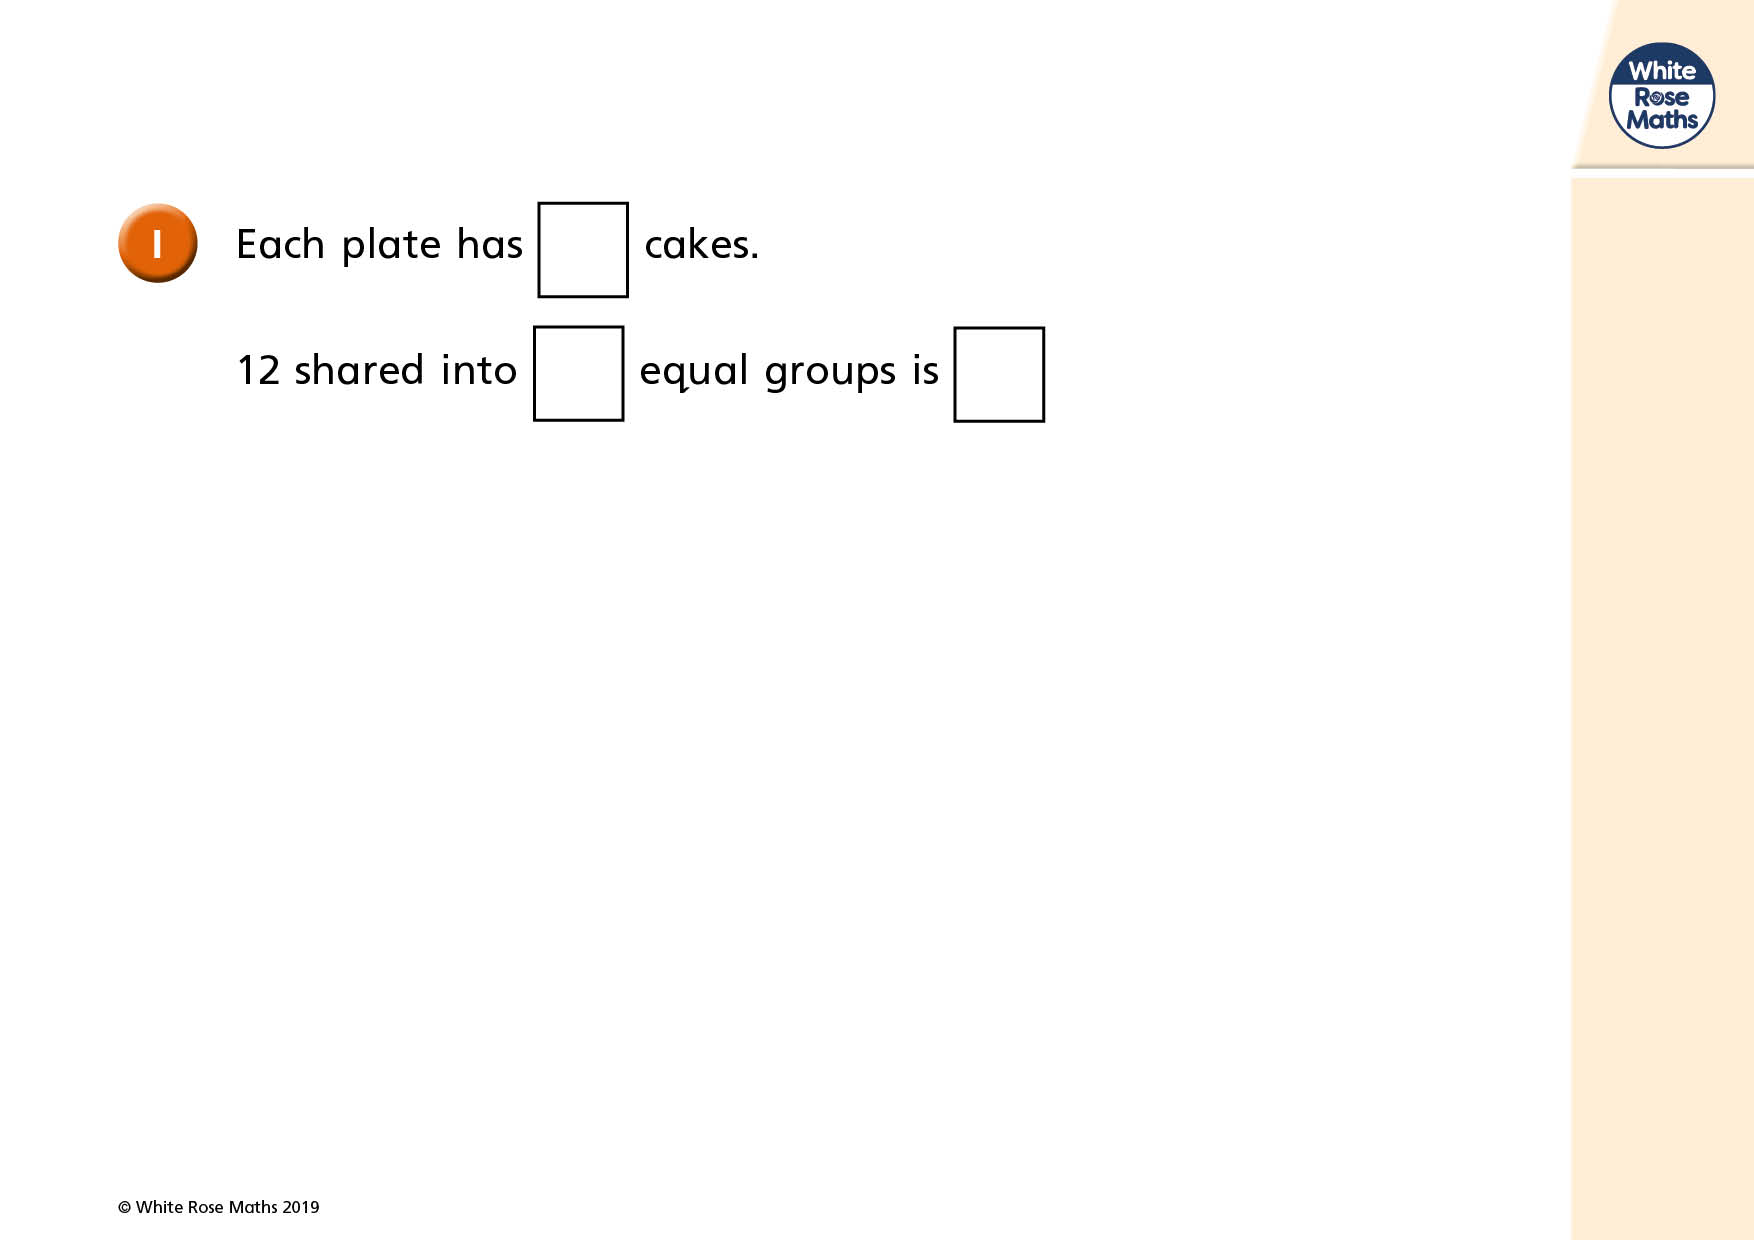 White
Rose
Maths
1 Each plate has cakes.
12 shared into equal groups is
© White Rose Maths 2019